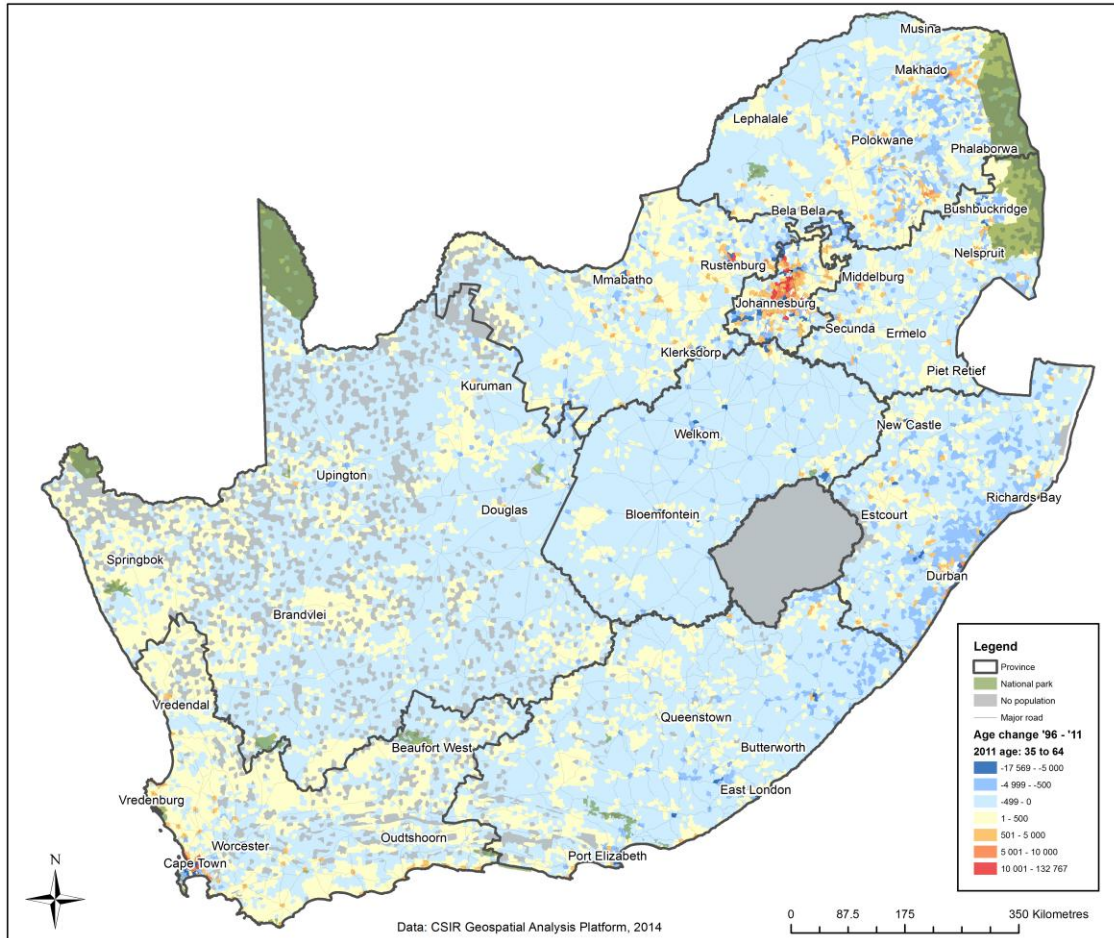 Musina
Makhado
Lephalale
Polokwane
Phalaborwa
Bela Bela
Bushbuckridge
Nelspruit
Rustenburg
Middelburg
Mmabatho
Johannesburg
Secunda
Ermelo
Klerksdorp
Piet Retief
Kuruman
New Castle
Welkom
Upington
Richards Bay
Douglas
Bloemfontein
Estcourt
Springbok
Durban
Brandvlei
Vredendal
Queenstown
Beaufort West
Butterworth
East London
Vredenburg
Oudtshoorn
Worcester
Port Elizabeth
Cape Town
Legend
Province
National park
No population
Major road
Age change '96 - '11
2011 age: 35 to 64
-17 569 - -5 000
-4 999 - -500
-499 - 0
1 - 500
501 - 5 000
5 001 - 10 000
10 001 - 132 767
N
Data: CSIR Geospatial Analysis Platform, 2014
0 87.5 175 350 Kilometres